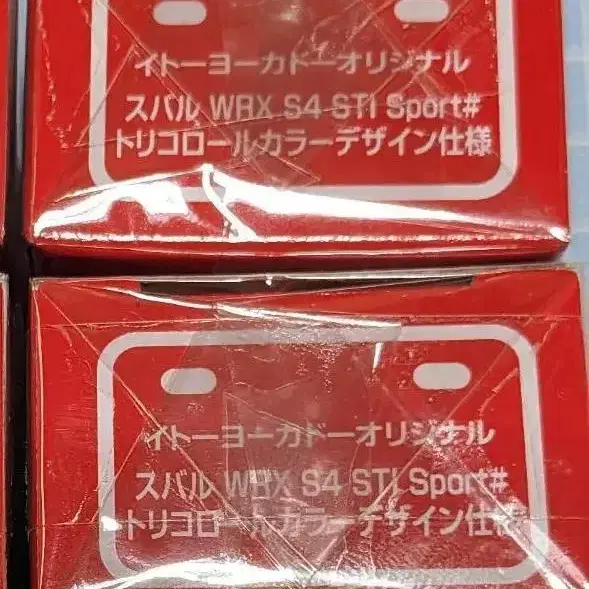 イトーヨーカドーオリジナル
スバル WRX S4 STI Sport#
トリコロールカラーデザイン仕様
イトーヨーカドーオリジナル
スバル WRX S4 STI Sport#
トリコロールカラーデザイン仕様